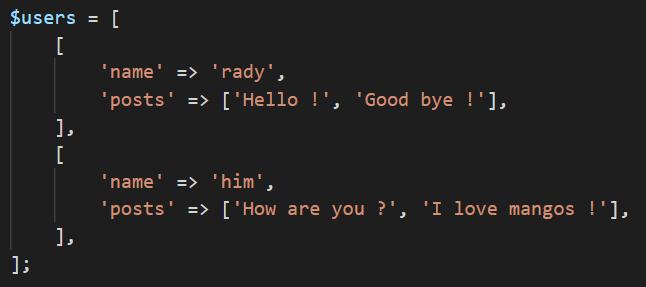 $users = [
    [
        'name' => 'rady',
        'posts' => ['Hello !', 'Good bye !'],
    ],
    [
        'name' => 'him',
        'posts' => ['How are you ?', 'I love mangos !'],
    ],
];